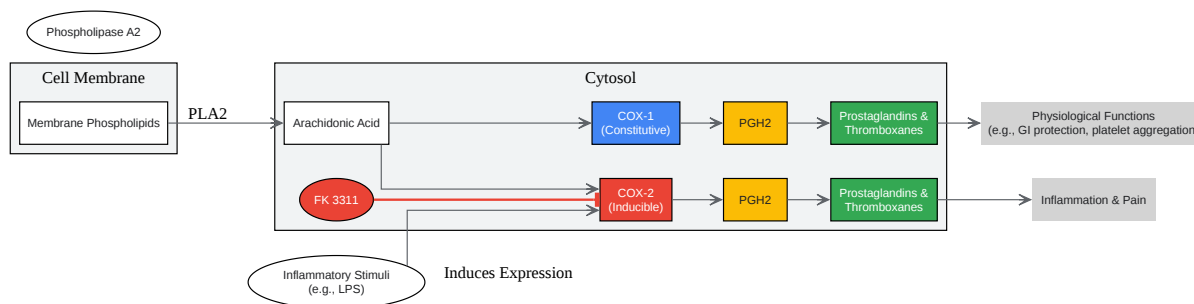 Phospholipase A2
Cell Membrane
Membrane Phospholipids
PLA2
Cytosol
Arachidonic Acid
COX-1
(Constitutive)
PGH2
Prostaglandins &
Thromboxanes
Physiological Functions
(e.g., GI protection, platelet aggregation
FK 3311
COX-2
(Inducible)
PGH2
Prostaglandins &
Thromboxanes
Inflammation & Pain
Inflammatory Stimuli
(e.g., LPS)
Induces Expression